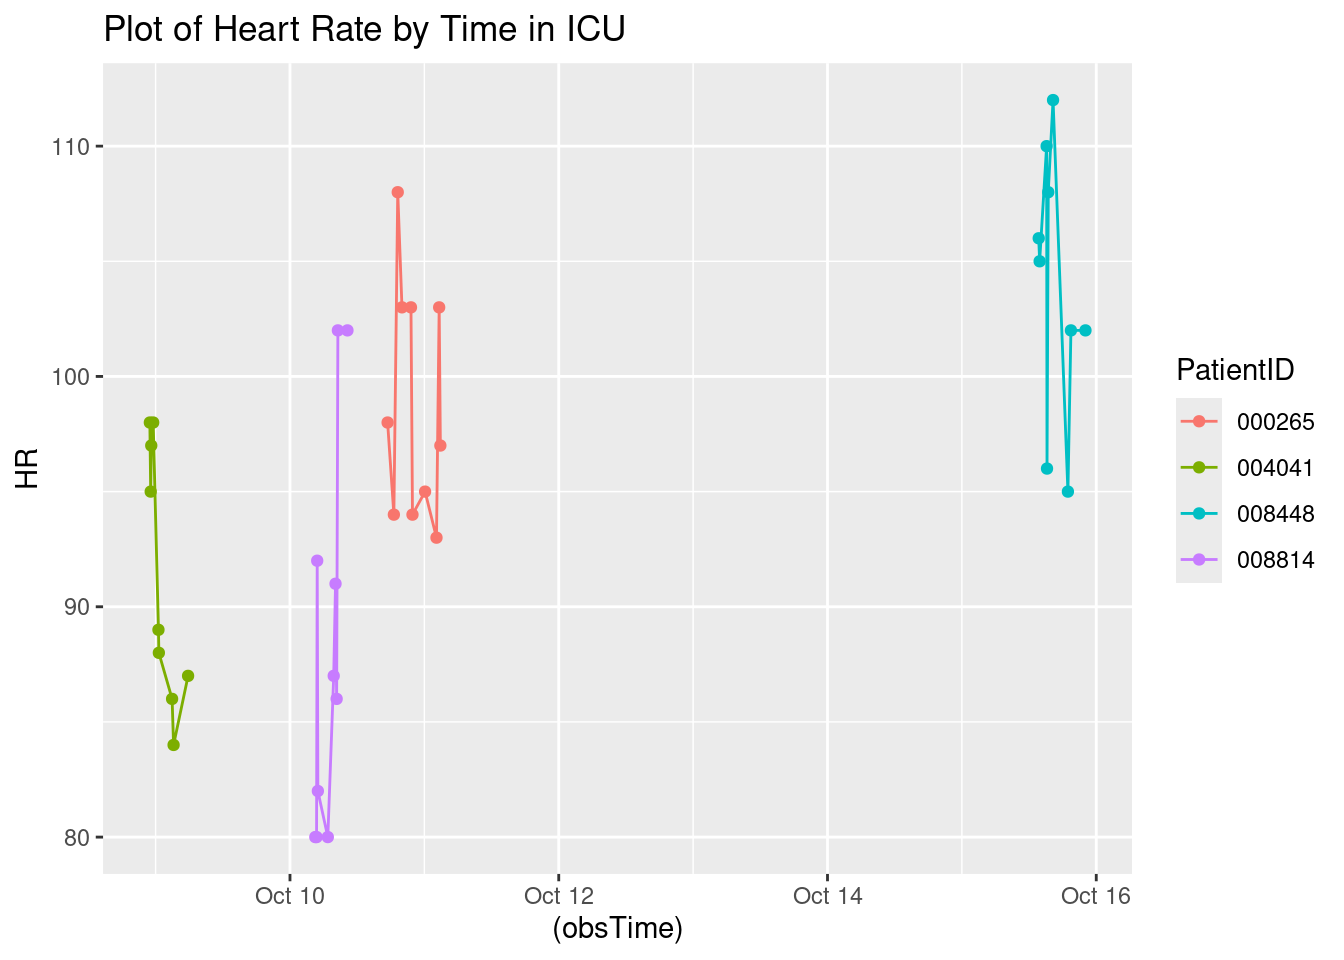 Plot of Heart Rate by Time in ICU
HR
110
100
90
80
Oct 10
Oct 12
Oct 14
Oct 16
(obsTime)
PatientID
000265
004041
008448
008814